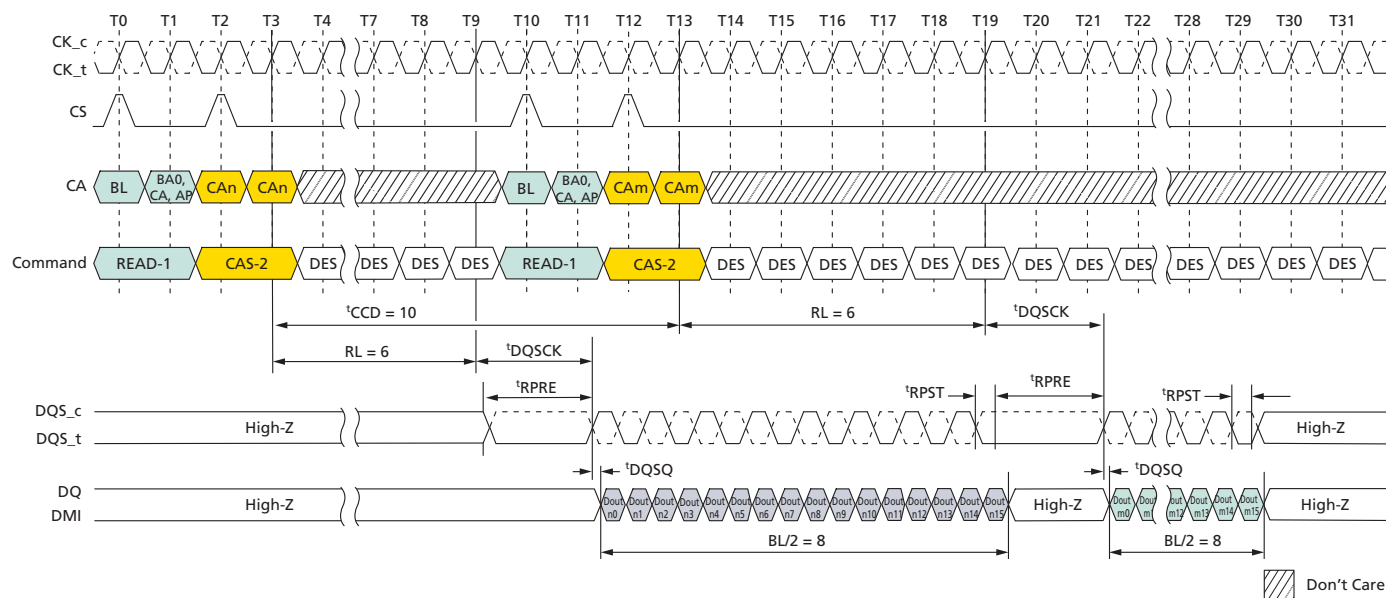 T0 T1 T2 T3 T4 T7 T8 T9 T10 T11 T12 T13 T14 T15 T16 T17 T18 T19 T20 T21 T22 T28 T29 T30 T31
CK_c
CK_t
CS
CA BL BA0, CA, AP CAn CAn BL BA0, CA, AP CAm CAm
Command READ-1 CAS-2 DES DES DES DES READ-1 CAS-2 DES DES DES DES DES DES DES DES DES DES DES DES DES
tCCD = 10 RL = 6 tDQSCK
RL = 6 tDQSCK
tRPRE tRPST tRPRE tRPST
DQS_c
DQS_t High-Z High-Z
tDQSQ tDQSQ
DQ
DMI High-Z Dout n0 Dout n1 Dout n2 Dout n3 Dout n4 Dout n5 Dout n6 Dout n7 Dout n8 Dout n9 Dout n10 Dout n11 Dout n12 Dout n13 Dout n14 Dout n15 High-Z Dout m0 Dout m12 Dout m13 Dout m14 Dout m15 High-Z
BL/2 = 8 BL/2 = 8
Don't Care